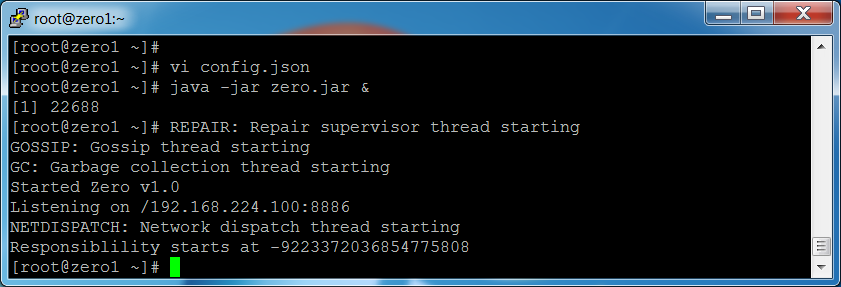 root@zero1:~
[root@zero1 ~]#
[root@zero1 ~]# vi config.json
[root@zero1 ~]# java -jar zero.jar &
[1] 22688
[root@zero1 ~]# REPAIR: Repair supervisor thread starting
GOSSIP: Gossip thread starting
GC: Garbage collection thread starting
Started Zero v1.0
Listening on /192.168.224.100:8886
NETDISPATCH: Network dispatch thread starting
Responsiblility starts at -9223372036854775808
[root@zero1 ~]#